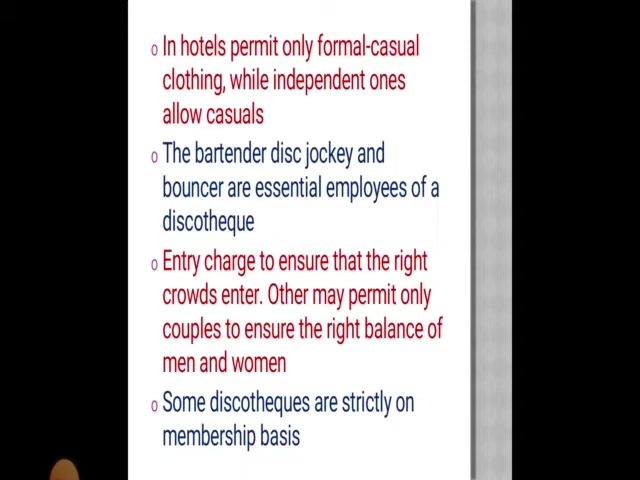 In hotels permit only formal-casual
clothing, while independent ones
allow casuals
The bartender disc jockey and
bouncer are essential employees of a
discotheque
Entry charge to ensure that the right
crowds enter. Other may permit only
couples to ensure the right balance of
men and women
Some discotheques are strictly on
membership basis